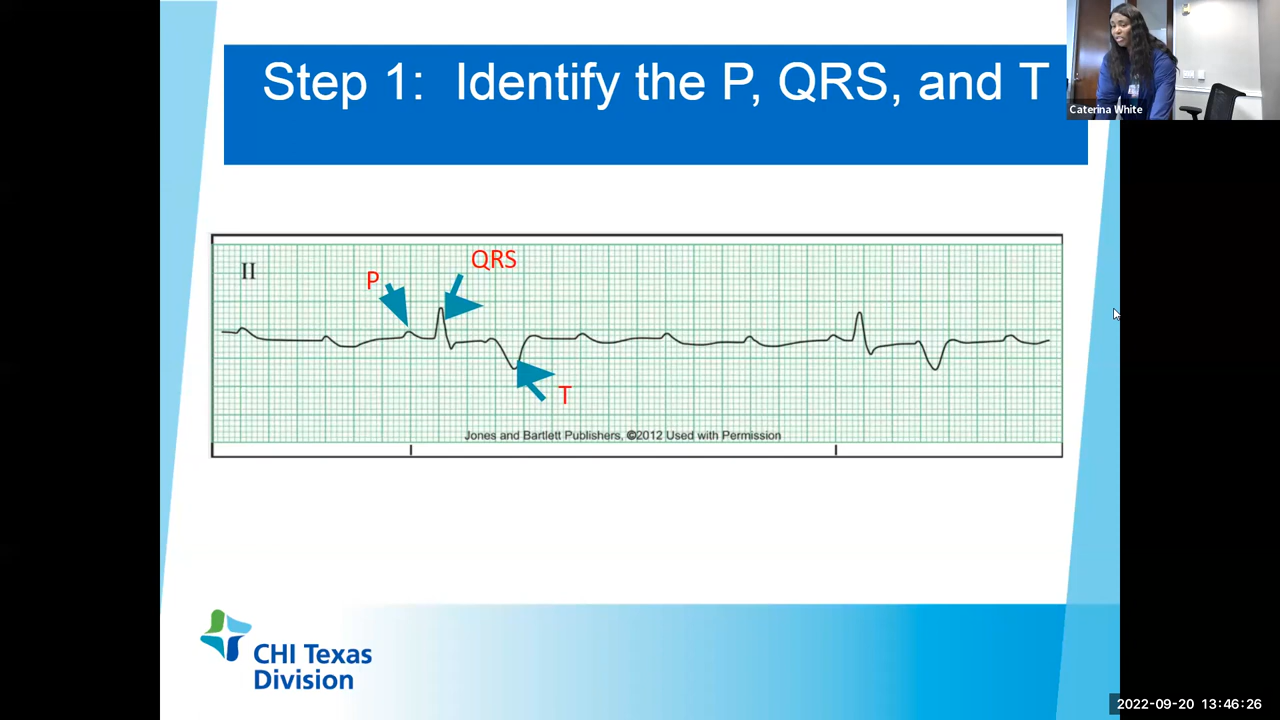 Step 1:  Identify the P, QRS, and T
Caterina White
II
P
QRS
T
Jones and Bartlett Publishers, ©2012 Used with Permission
CHI Texas
Division
2022-09-20 13:46:26